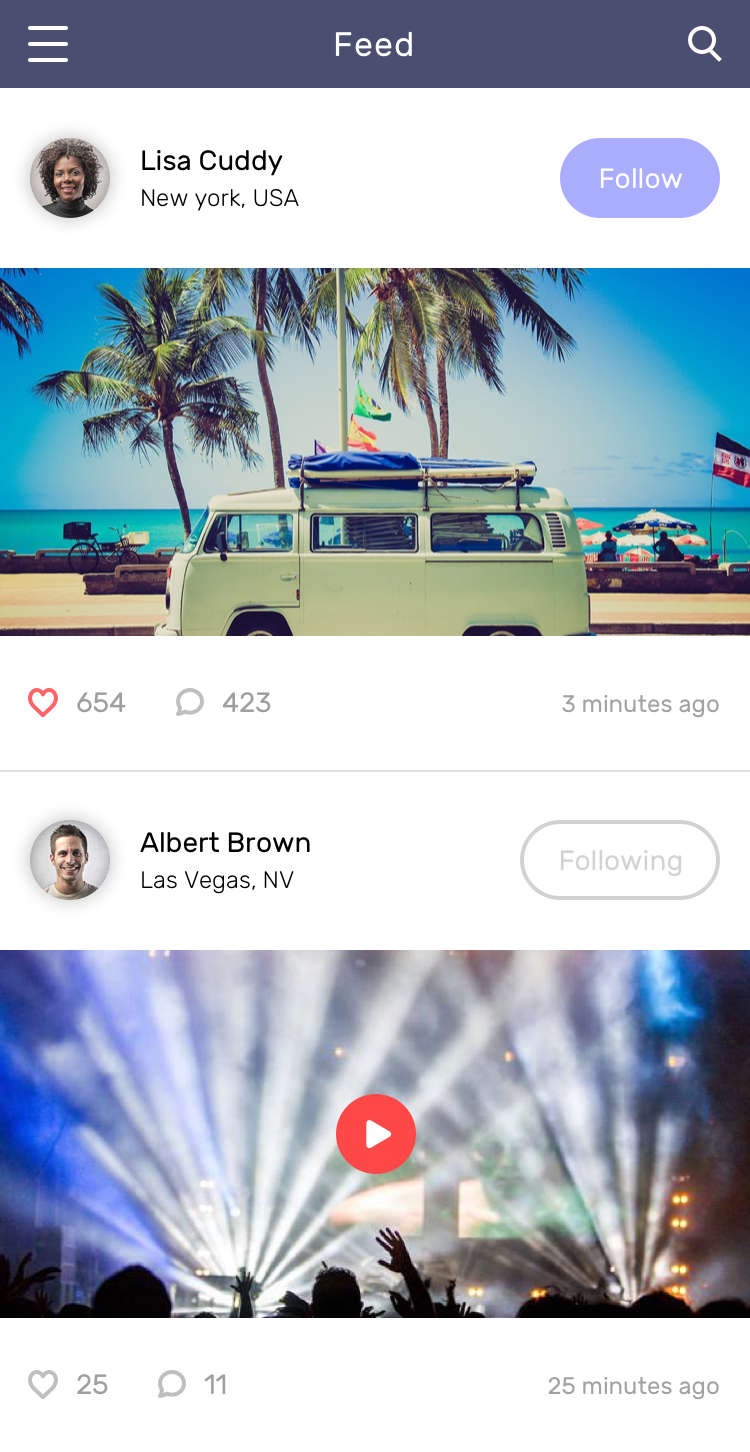 Feed
Lisa Cuddy
New york, USA
Follow
654
423
3 minutes ago
Albert Brown
Las Vegas, NV
Following
25
11
25 minutes ago